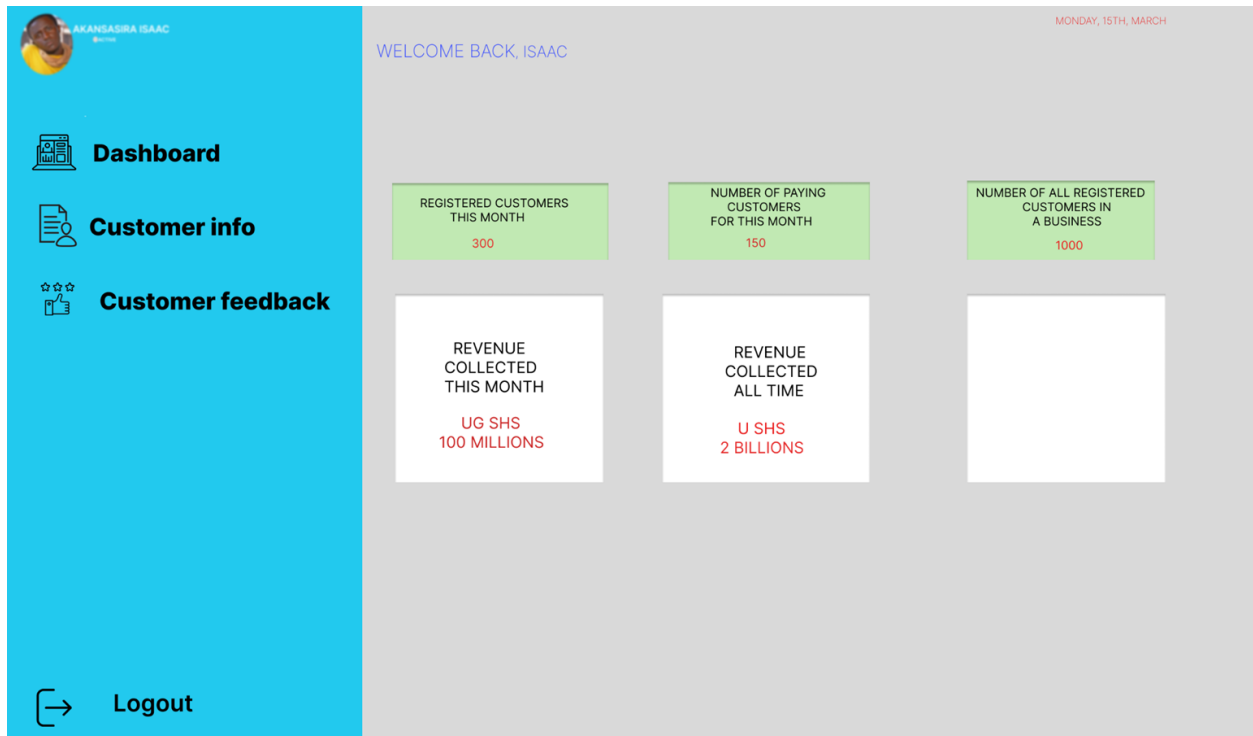 AKANSASIRA ISAAC
ACTIVE
MONDAY, 15TH, MARCH
WELCOME BACK, ISAAC
Dashboard
Customer info
Customer feedback
Logout
REGISTERED CUSTOMERS
THIS MONTH
300
NUMBER OF PAYING
CUSTOMERS
FOR THIS MONTH
150
NUMBER OF ALL REGISTERED
CUSTOMERS IN
A BUSINESS
1000
REVENUE
COLLECTED
THIS MONTH
UG SHS
100 MILLIONS
REVENUE
COLLECTED
ALL TIME
U SHS
2 BILLIONS